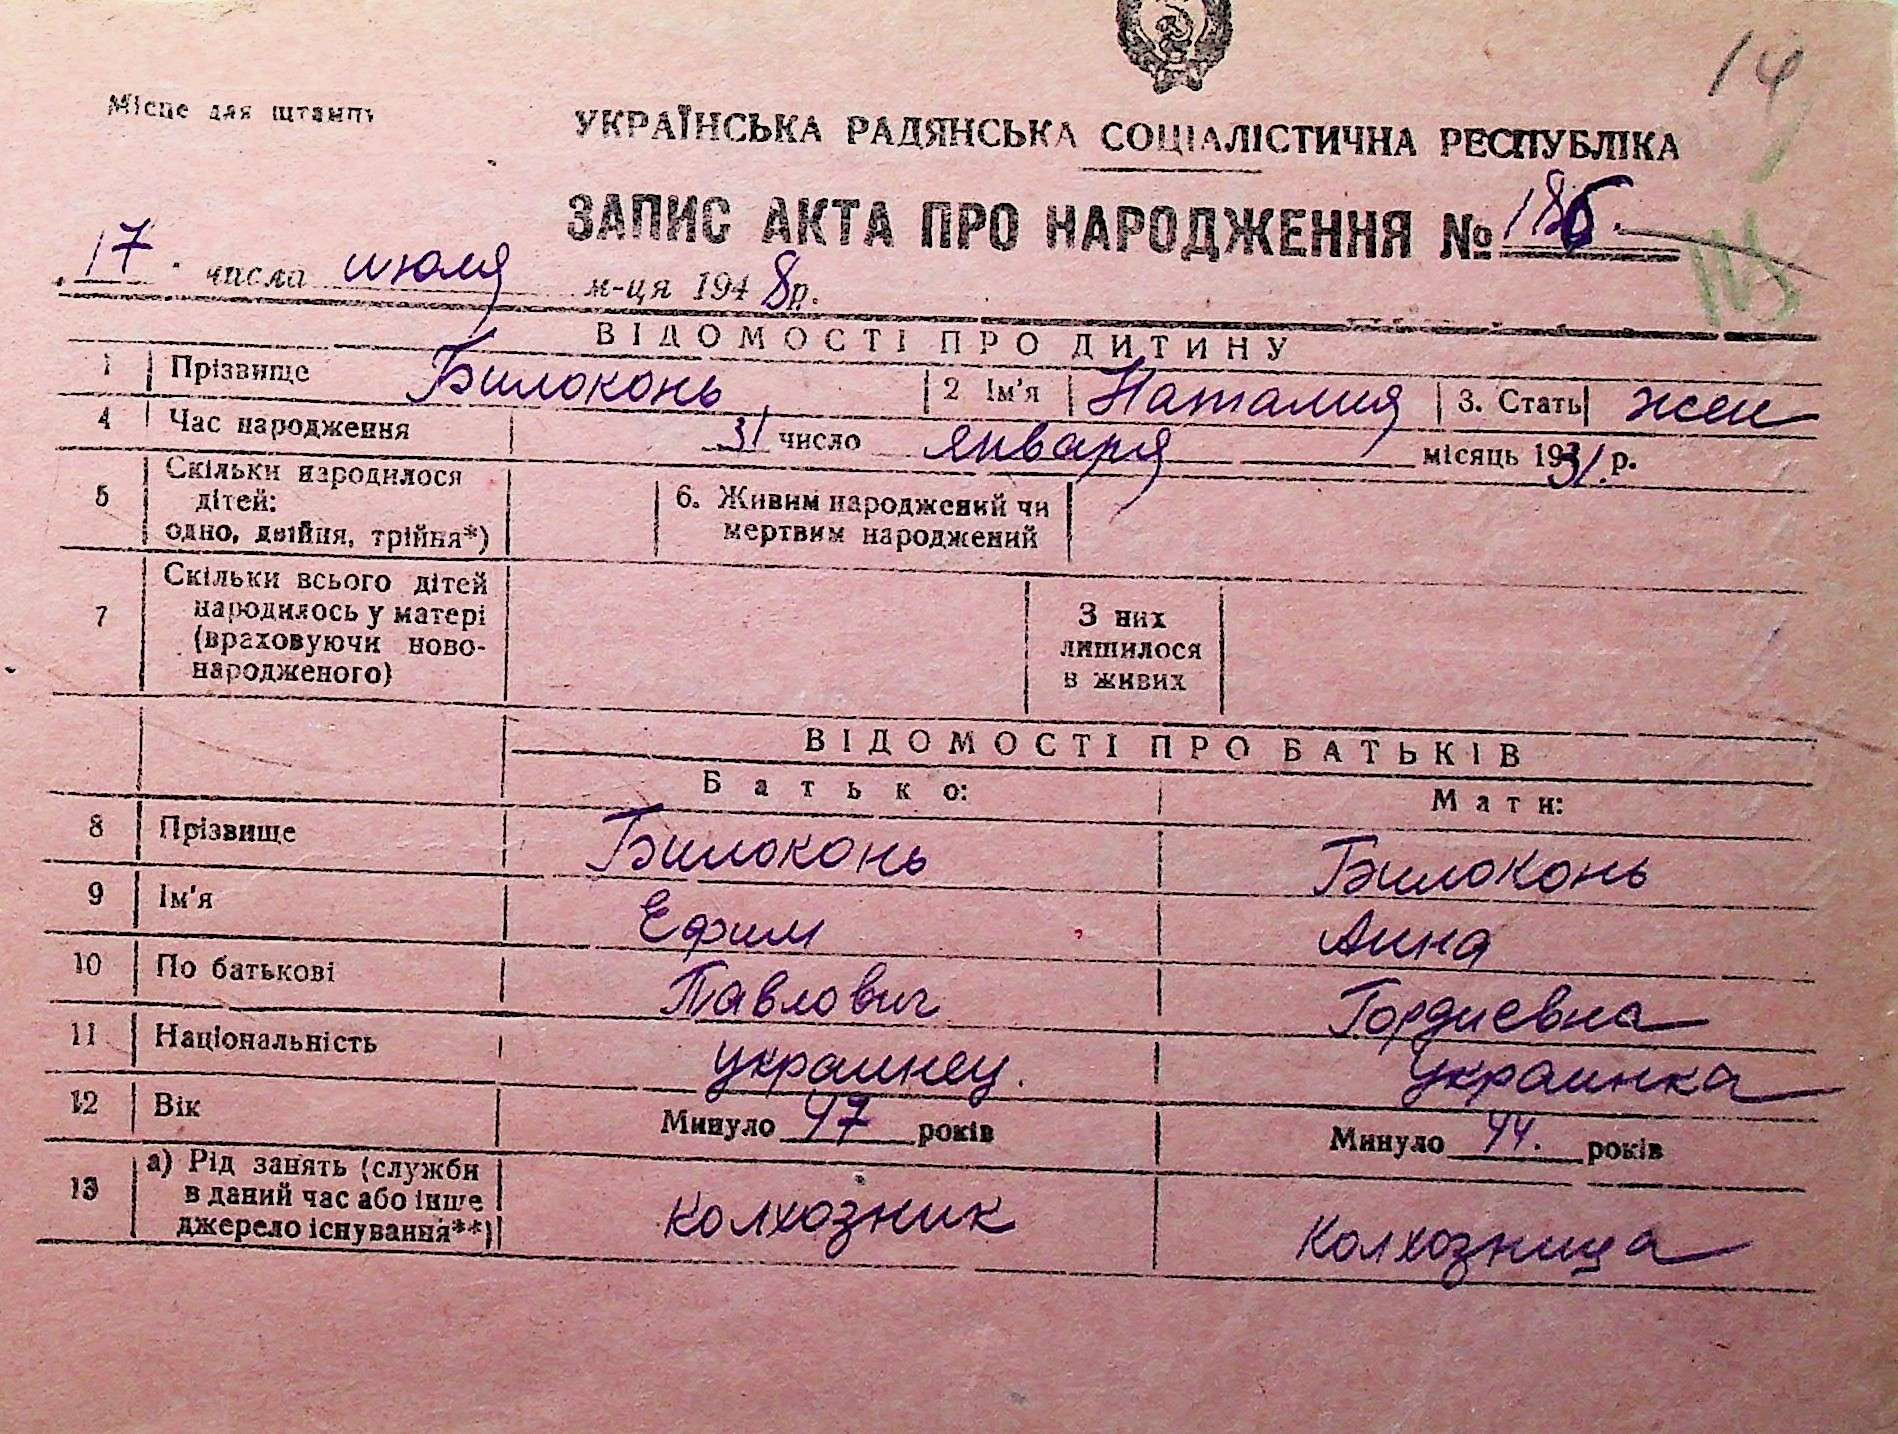 14
Місце для штампу
УКРАЇНСЬКА РАДЯНСЬКА СОЦІАЛІСТИЧНА РЕСПУБЛІКА
ЗАПИС АКТА ПРО НАРОДЖЕННЯ № 186.
17 числа июля м-ця 1948р.
ВІДОМОСТІ ПРО ДИТИНУ
1 Прізвище Билоконь 2 Ім'я Наталия 3. Стать жен
4 Час народження 31 число января місяць 1931. р.
5 Скільки народилося дітей: одно, двійня, трійня*) 6. Живим народжений чи мертвим народжений
7 Скільки всього дітей народилось у матері (враховуючи ново-народженого) З них лишилося в живих
ВІДОМОСТІ ПРО БАТЬКІВ
Батько: Мати:
8 Прізвище Билоконь Билоконь
9 Ім'я Ефим Анна
10 По батькові Павлович Гордиевна
11 Національність украинец. Украинка
12 Вік Минуло 47 років Минуло 44. років
13 а) Рід занять (служби в даний час або інше джерело існування**) колхозник Колхозница